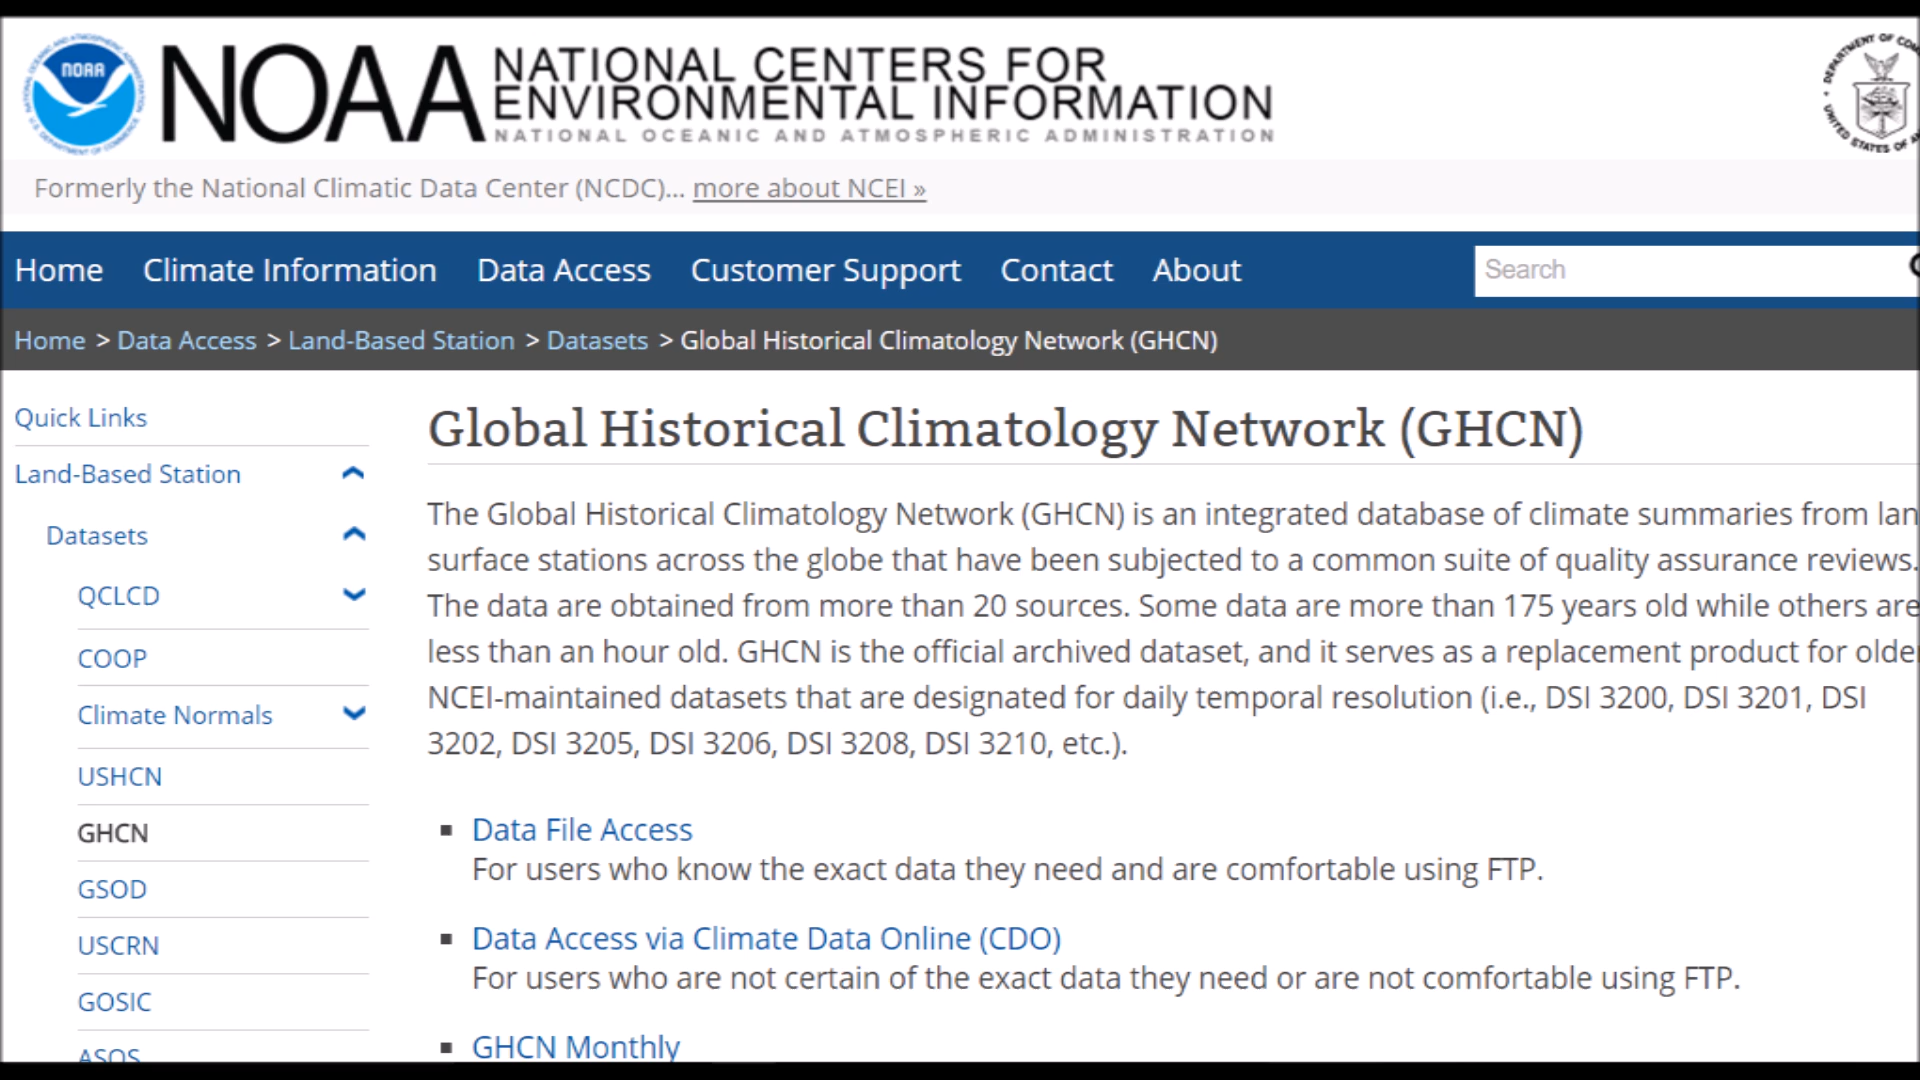 NOAA
NOAA
NATIONAL CENTERS FOR
ENVIRONMENTAL INFORMATION
NATIONAL OCEANIC AND ATMOSPHERIC ADMINISTRATION
Formerly the National Climatic Data Center (NCDC)... more about NCEI »
Home Climate Information Data Access Customer Support Contact About
Search
Home > Data Access > Land-Based Station > Datasets > Global Historical Climatology Network (GHCN)
Quick Links
Land-Based Station
Datasets
QCLCD
COOP
Climate Normals
USHCN
GHCN
GSOD
USCRN
GOSIC
ASOS
Global Historical Climatology Network (GHCN)
The Global Historical Climatology Network (GHCN) is an integrated database of climate summaries from lan
surface stations across the globe that have been subjected to a common suite of quality assurance reviews.
The data are obtained from more than 20 sources. Some data are more than 175 years old while others are
less than an hour old. GHCN is the official archived dataset, and it serves as a replacement product for olde
NCEI-maintained datasets that are designated for daily temporal resolution (i.e., DSI 3200, DSI 3201, DSI
3202, DSI 3205, DSI 3206, DSI 3208, DSI 3210, etc.).
▪ Data File Access
For users who know the exact data they need and are comfortable using FTP.
▪ Data Access via Climate Data Online (CDO)
For users who are not certain of the exact data they need or are not comfortable using FTP.
▪ GHCN Monthly